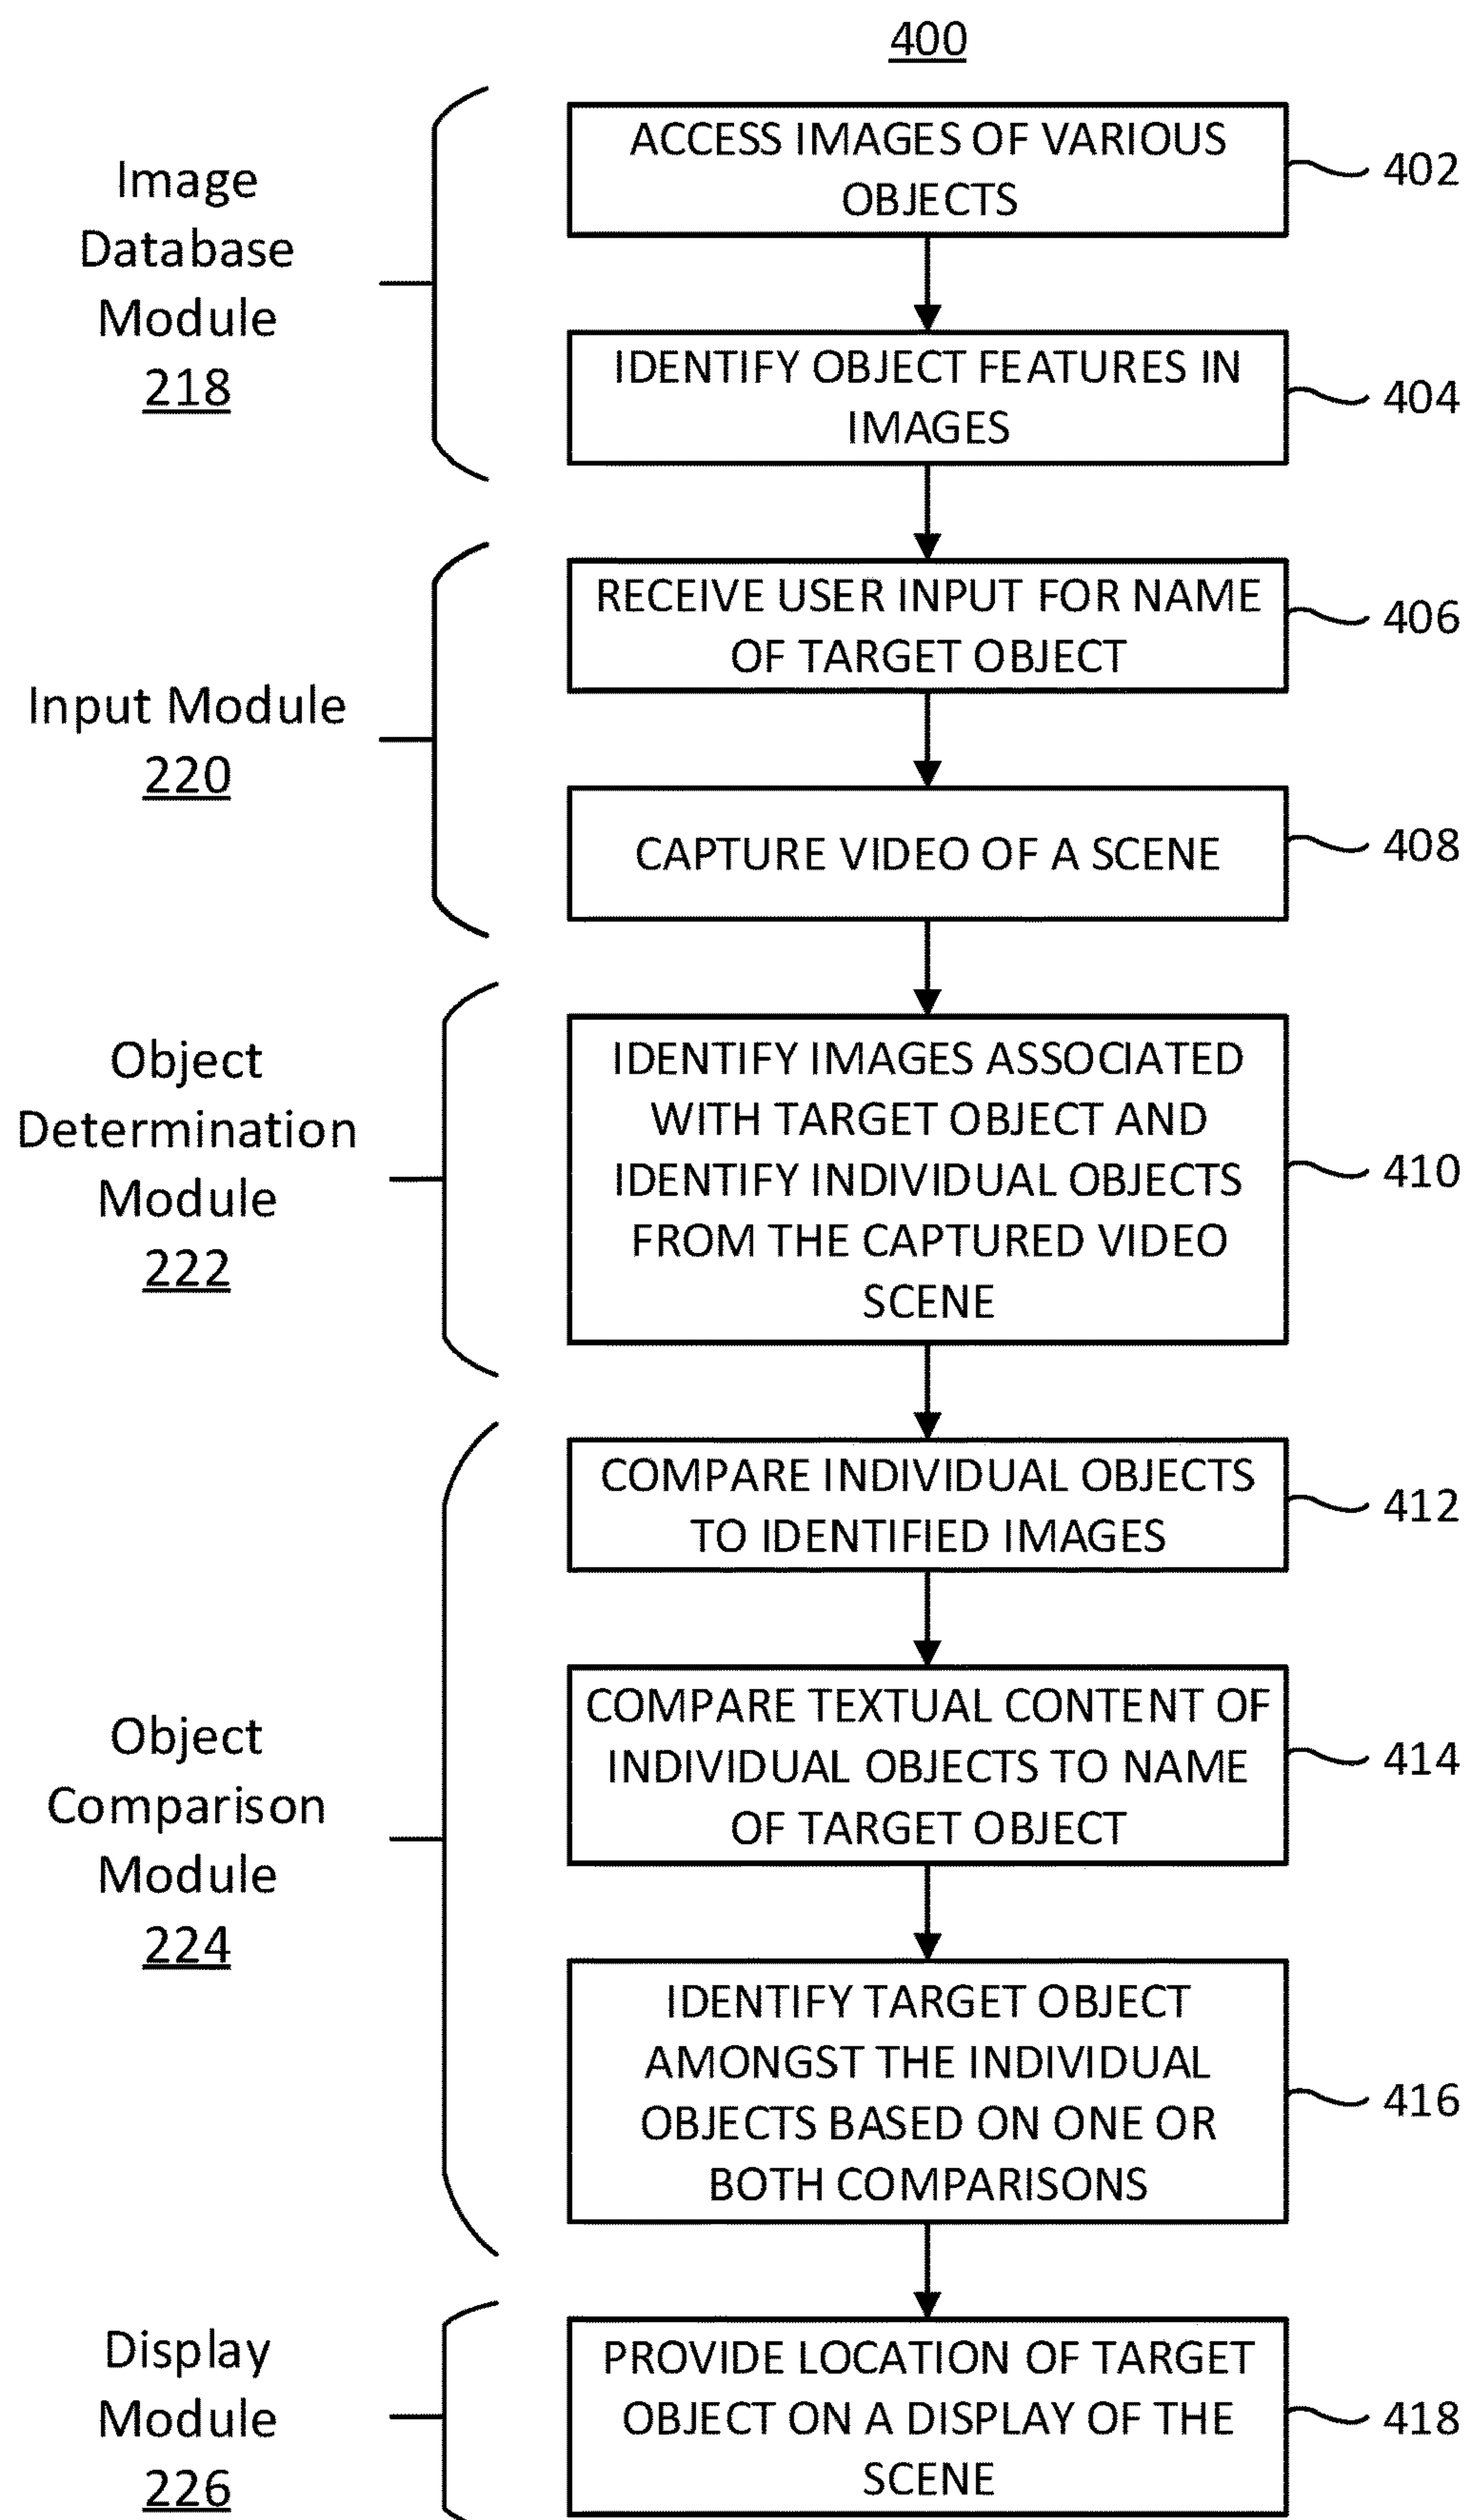 400
Image
Database
Module
218
ACCESS IMAGES OF VARIOUS
OBJECTS
402
IDENTIFY OBJECT FEATURES IN
IMAGES
404
Input Module
220
RECEIVE USER INPUT FOR NAME
OF TARGET OBJECT
406
CAPTURE VIDEO OF A SCENE
408
Object
Determination
Module
222
IDENTIFY IMAGES ASSOCIATED
WITH TARGET OBJECT AND
IDENTIFY INDIVIDUAL OBJECTS
FROM THE CAPTURED VIDEO
SCENE
410
Object
Comparison
Module
224
COMPARE INDIVIDUAL OBJECTS
TO IDENTIFIED IMAGES
412
COMPARE TEXTUAL CONTENT OF
INDIVIDUAL OBJECTS TO NAME
OF TARGET OBJECT
414
IDENTIFY TARGET OBJECT
AMONGST THE INDIVIDUAL
OBJECTS BASED ON ONE OR
BOTH COMPARISONS
416
Display
Module
226
PROVIDE LOCATION OF TARGET
OBJECT ON A DISPLAY OF THE
SCENE
418